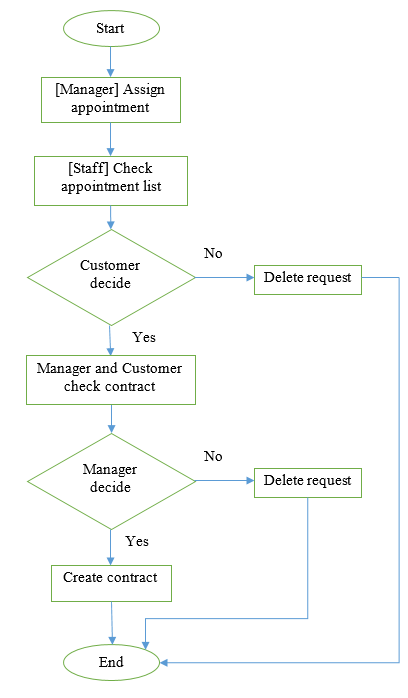 Start
[Manager] Assign
appointment
[Staff] Check
appointment list
Customer
decide
No
Delete request
Yes
Manager and Customer
check contract
Manager
decide
No
Delete request
Yes
Create contract
End